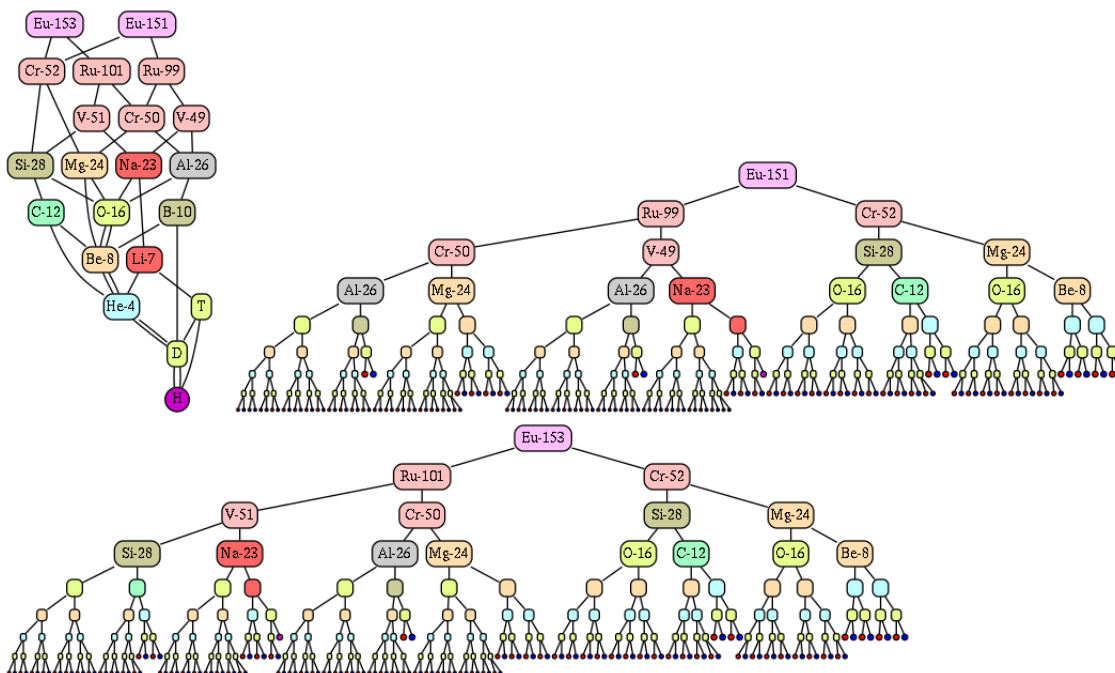 Eu-153 Eu-151
Cr-52 Ru-101 Ru-99
V-51 Cr-50 V-49
Si-28 Mg-24 Na-23 Al-26
C-12 O-16 B-10
Be-8 Li-7
He-4 T
D
H
Eu-151
Ru-99 Cr-52
Cr-50 V-49 Si-28 Mg-24
Al-26 Mg-24 Al-26 Na-23 O-16 C-12 O-16 Be-8
Eu-153
Ru-101 Cr-52
V-51 Cr-50 Si-28 Mg-24
Si-28 Na-23 Al-26 Mg-24 O-16 C-12 O-16 Be-8